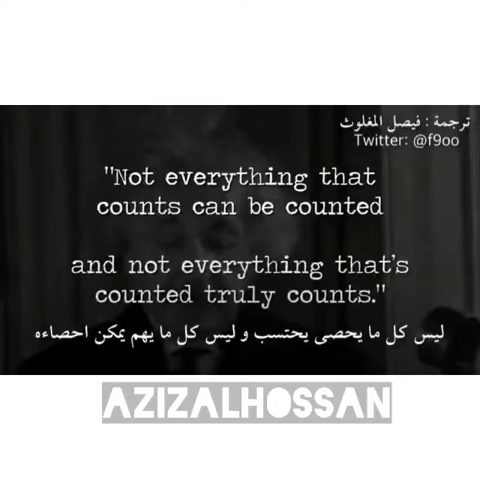 ترجمة : فيصل المغلوث
Twitter: @f9oo
"Not everything that
counts can be counted
and not everything that's
counted truly counts."
ليس كل ما يحصى يحتسب و ليس كل ما يهم يمكن احصاءه
AZIZALHOSSAN